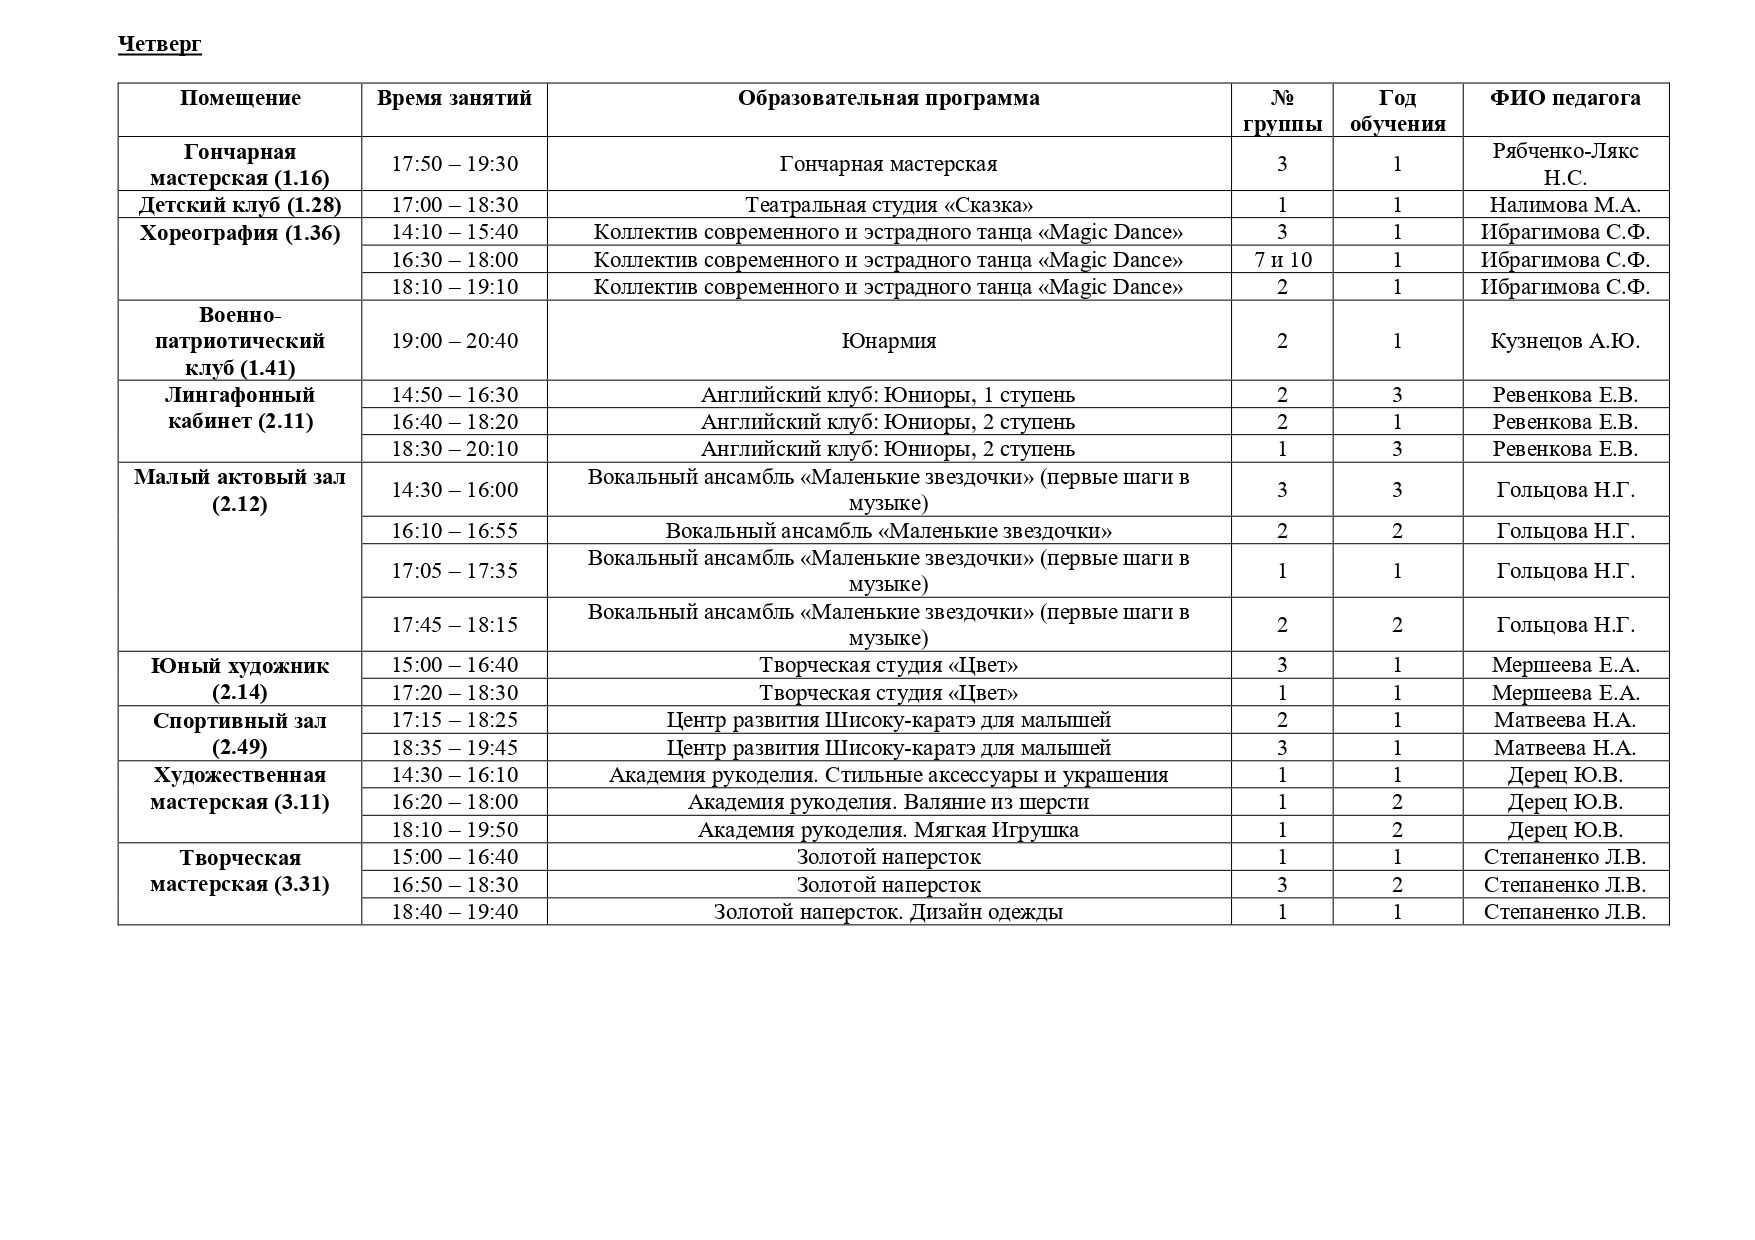 Четверг
Помещение Время занятий Образовательная программа № группы Год обучения ФИО педагога
Гончарная мастерская (1.16) 17:50 – 19:30 Гончарная мастерская 3 1 Рябченко-Лякс Н.С.
Детский клуб (1.28) 17:00 – 18:30 Театральная студия «Сказка» 1 1 Налимова М.А.
Хореография (1.36) 14:10 – 15:40 Коллектив современного и эстрадного танца «Magic Dance» 3 1 Ибрагимова С.Ф.
16:30 – 18:00 Коллектив современного и эстрадного танца «Magic Dance» 7 и 10 1 Ибрагимова С.Ф.
18:10 – 19:10 Коллектив современного и эстрадного танца «Magic Dance» 2 1 Ибрагимова С.Ф.
Военно-патриотический клуб (1.41) 19:00 – 20:40 Юнармия 2 1 Кузнецов А.Ю.
Лингафонный кабинет (2.11) 14:50 – 16:30 Английский клуб: Юниоры, 1 ступень 2 3 Ревенкова Е.В.
16:40 – 18:20 Английский клуб: Юниоры, 2 ступень 2 1 Ревенкова Е.В.
18:30 – 20:10 Английский клуб: Юниоры, 2 ступень 1 3 Ревенкова Е.В.
Малый актовый зал (2.12) 14:30 – 16:00 Вокальный ансамбль «Маленькие звездочки» (первые шаги в музыке) 3 3 Гольцова Н.Г.
16:10 – 16:55 Вокальный ансамбль «Маленькие звездочки» 2 2 Гольцова Н.Г.
17:05 – 17:35 Вокальный ансамбль «Маленькие звездочки» (первые шаги в музыке) 1 1 Гольцова Н.Г.
17:45 – 18:15 Вокальный ансамбль «Маленькие звездочки» (первые шаги в музыке) 2 2 Гольцова Н.Г.
Юный художник (2.14) 15:00 – 16:40 Творческая студия «Цвет» 3 1 Мершеева Е.А.
17:20 – 18:30 Творческая студия «Цвет» 1 1 Мершеева Е.А.
Спортивный зал (2.49) 17:15 – 18:25 Центр развития Шисоку-каратэ для малышей 2 1 Матвеева Н.А.
18:35 – 19:45 Центр развития Шисоку-каратэ для малышей 3 1 Матвеева Н.А.
Художественная мастерская (3.11) 14:30 – 16:10 Академия рукоделия. Стильные аксессуары и украшения 1 1 Дерец Ю.В.
16:20 – 18:00 Академия рукоделия. Валяние из шерсти 1 2 Дерец Ю.В.
18:10 – 19:50 Академия рукоделия. Мягкая Игрушка 1 2 Дерец Ю.В.
Творческая мастерская (3.31) 15:00 – 16:40 Золотой наперсток 1 1 Степаненко Л.В.
16:50 – 18:30 Золотой наперсток 3 2 Степаненко Л.В.
18:40 – 19:40 Золотой наперсток. Дизайн одежды 1 1 Степаненко Л.В.